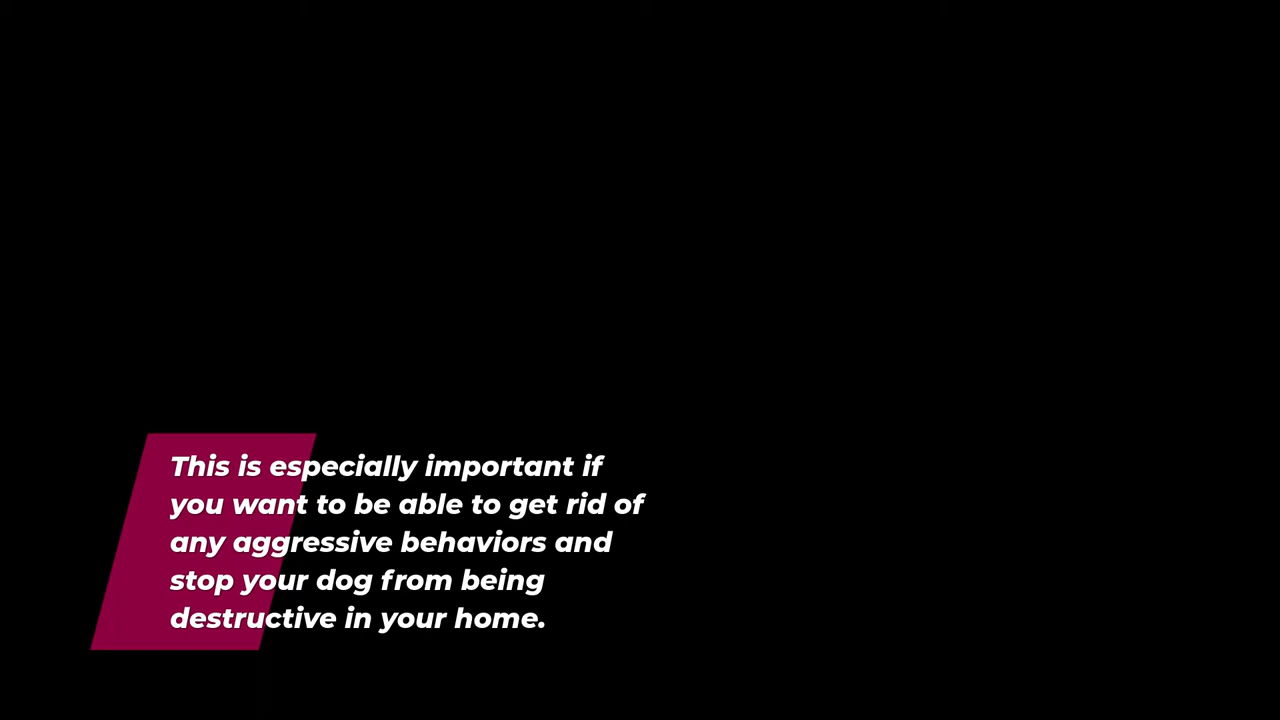 This is especially important if
you want to be able to get rid of
any aggressive behaviors and
stop your dog from being
destructive in your home.